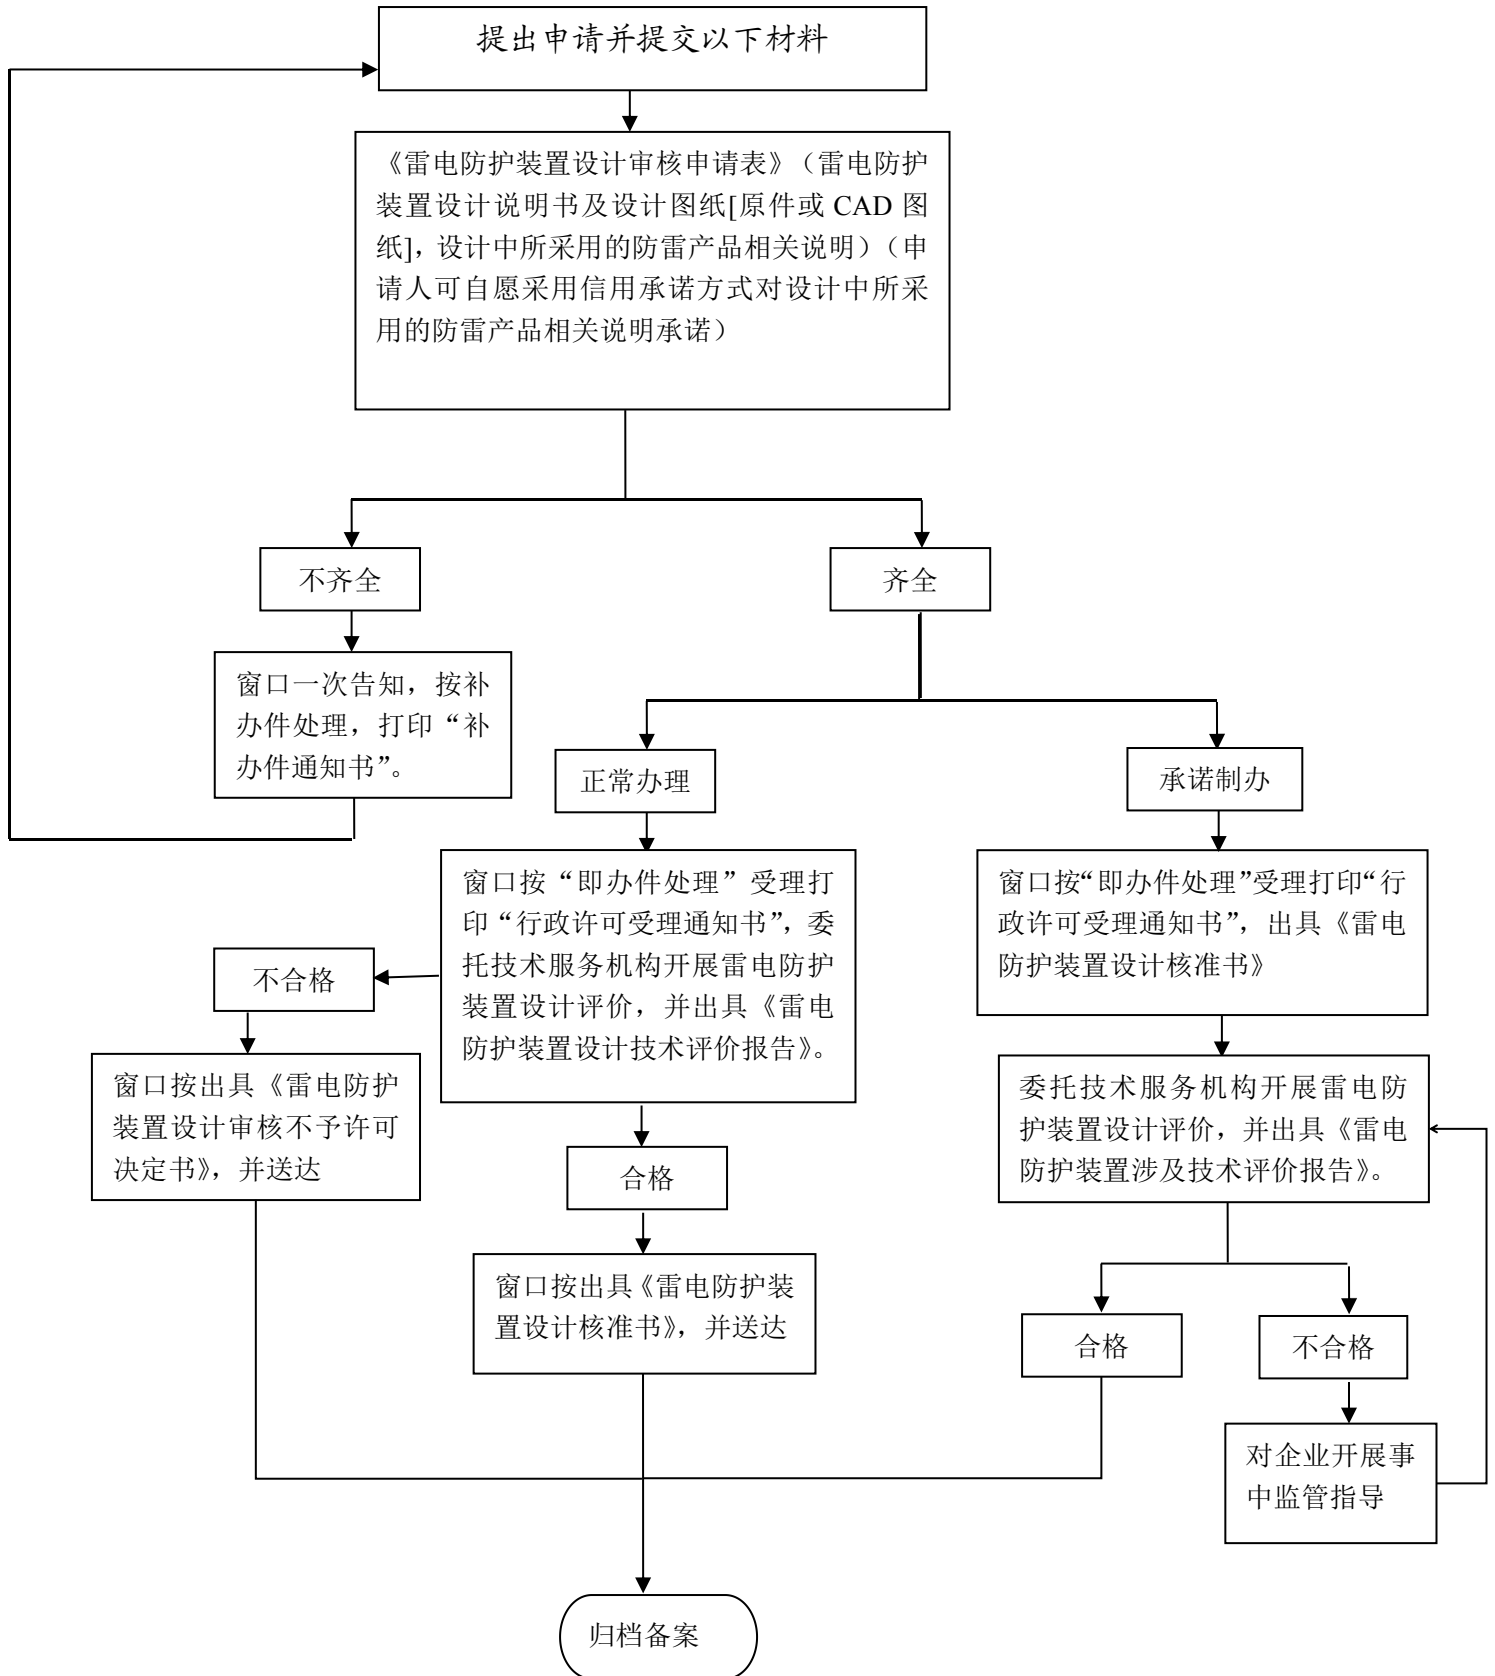 提出申请并提交以下材料
《雷电防护装置设计审核申请表》（雷电防护
装置设计说明书及设计图纸[原件或 CAD 图
纸]，设计中所采用的防雷产品相关说明）（申
请人可自愿采用信用承诺方式对设计中所采
用的防雷产品相关说明承诺）
不齐全
齐全
窗口一次告知，按补
办件处理，打印“补
办件通知书”。
正常办理
承诺制办
窗口按“即办件处理”受理打
印“行政许可受理通知书”，委
托技术服务机构开展雷电防护
装置设计评价，并出具《雷电
防护装置设计技术评价报告》。
窗口按“即办件处理”受理打印“行
政许可受理通知书”，出具《雷电
防护装置设计核准书》
不合格
窗口按出具《雷电防护
装置设计审核不予许可
决定书》，并送达
委托技术服务机构开展雷电防
护装置设计评价，并出具《雷电
防护装置涉及技术评价报告》。
合格
窗口按出具《雷电防护装
置设计核准书》，并送达
合格
不合格
对企业开展事
中监管指导
归档备案